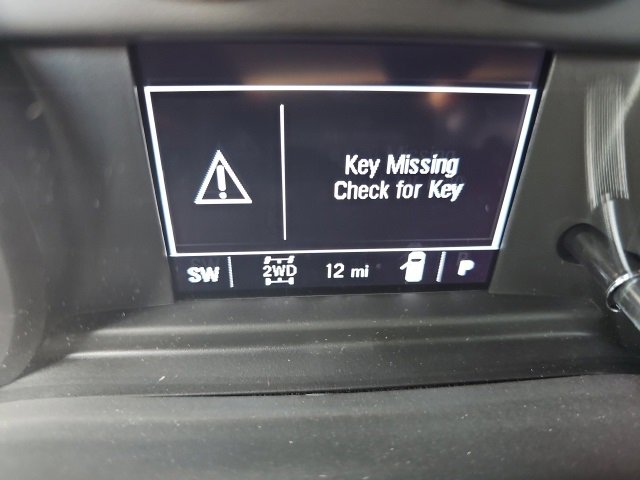 Key Missing
Check for Key
SW 2WD 12 mi P